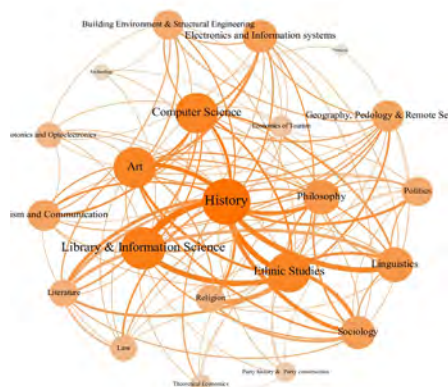 Building Environment & Structural Engineering
Electronics and Information systems
Archaeology
Computer Science
Economics of Tourism
Geography, Pedology & Remote Se
otonics and Optoelectronics
Art
History
Philosophy
Politics
ism and Communication
Library & Information Science
Ethnic Studies
Linguistics
Literature
Religion
Sociology
Law
Theoretical Economics
Party history & Party construction